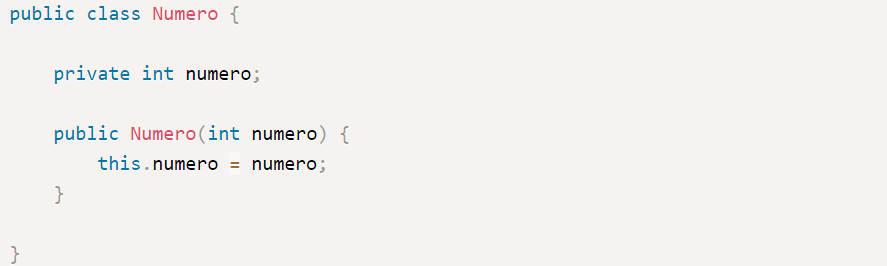 public class Numero {
    private int numero;
    public Numero(int numero) {
        this.numero = numero;
    }
}